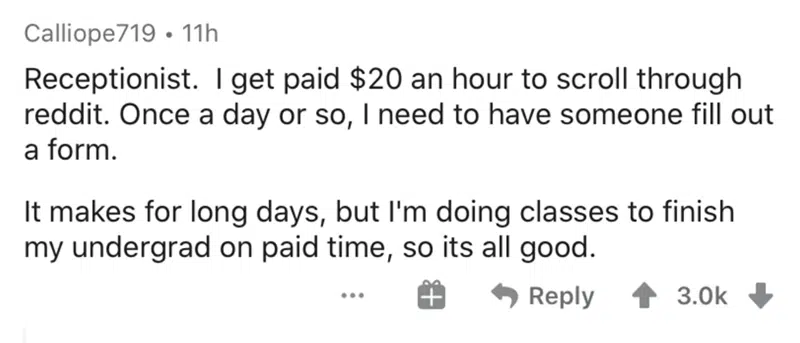 Calliope719 • 11h
Receptionist.  I get paid $20 an hour to scroll through
reddit. Once a day or so, I need to have someone fill out
a form.
It makes for long days, but I'm doing classes to finish
my undergrad on paid time, so its all good.
... Reply 3.0k